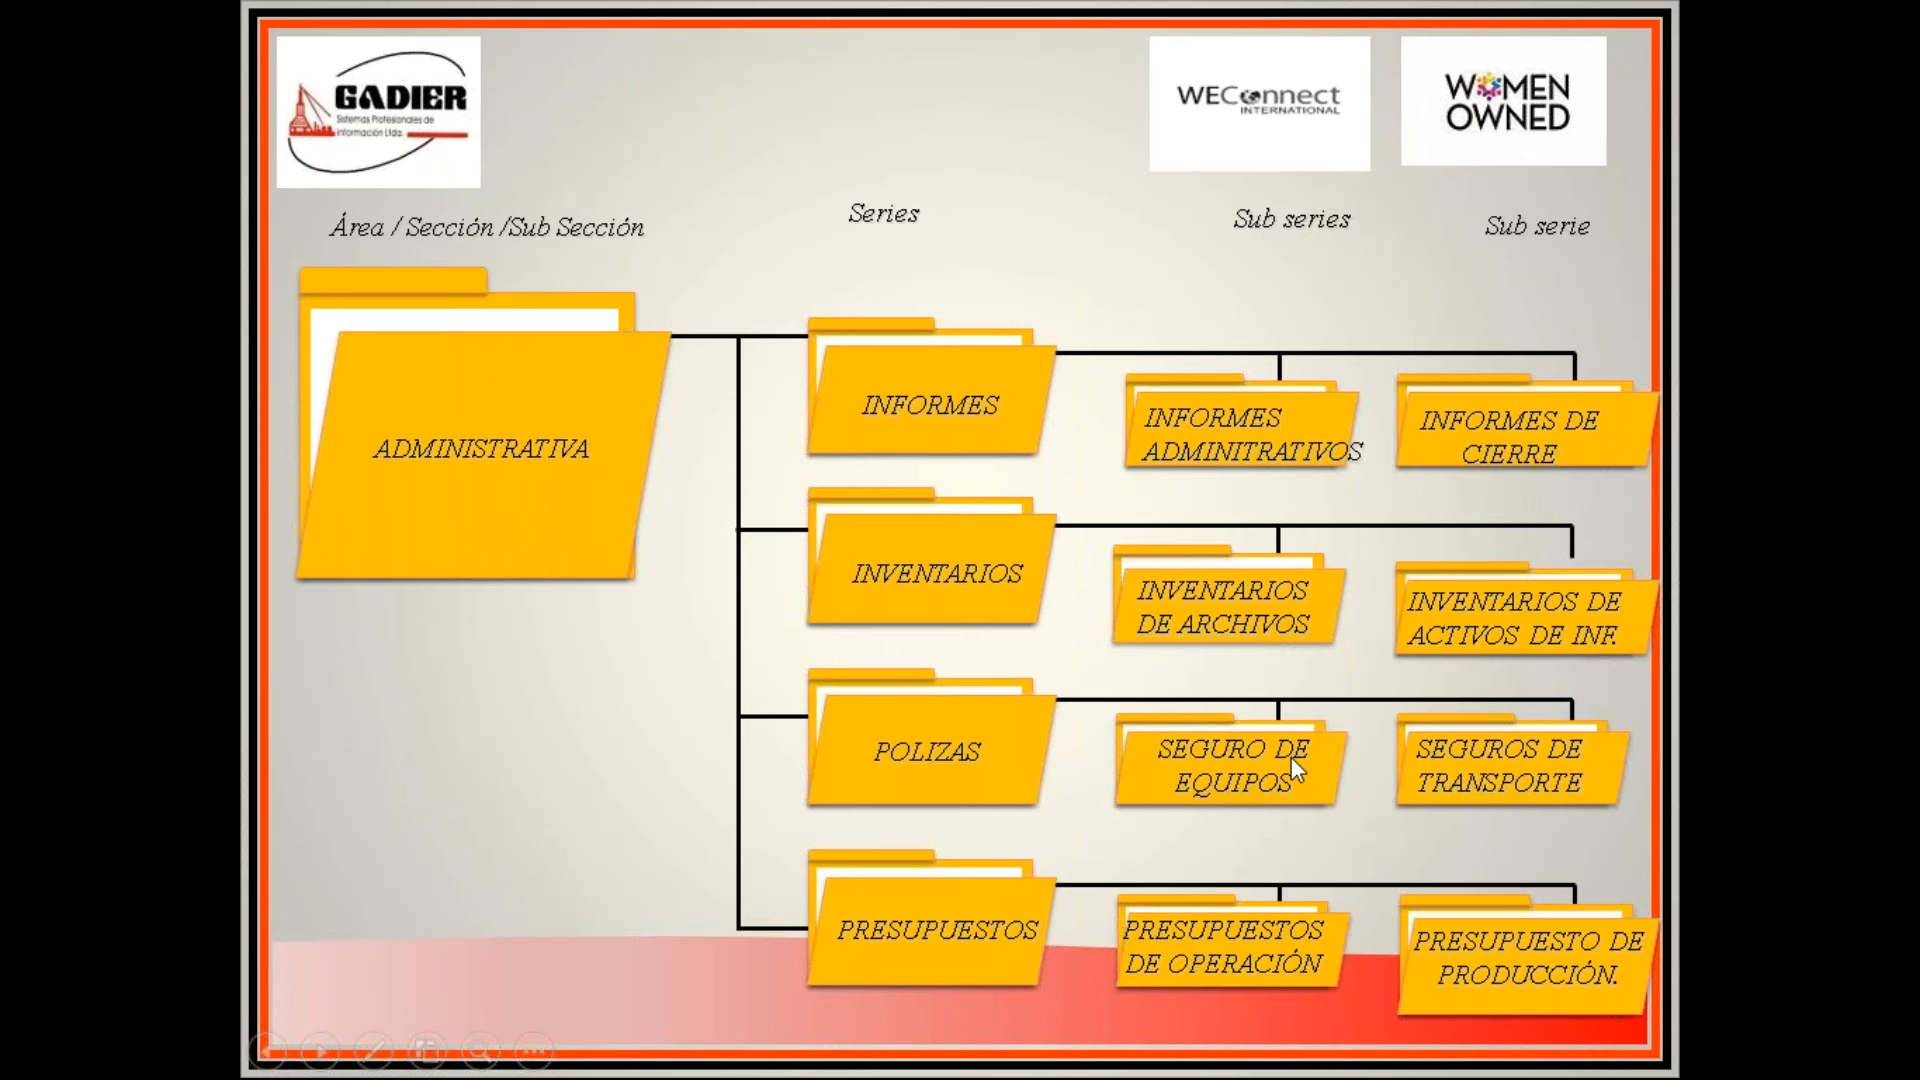 GADIER
Sistemas Profesionales de
Información Ltda.
WEConnect
INTERNATIONAL
WOMEN
OWNED
Área / Sección /Sub Sección
Series
Sub series
Sub serie
ADMINISTRATIVA
INFORMES
INFORMES
ADMINITRATIVOS
INFORMES DE
CIERRE
INVENTARIOS
INVENTARIOS
DE ARCHIVOS
INVENTARIOS DE
ACTIVOS DE INF.
POLIZAS
SEGURO DE
EQUIPOS
SEGUROS DE
TRANSPORTE
PRESUPUESTOS
PRESUPUESTOS
DE OPERACIÓN
PRESUPUESTO DE
PRODUCCIÓN.